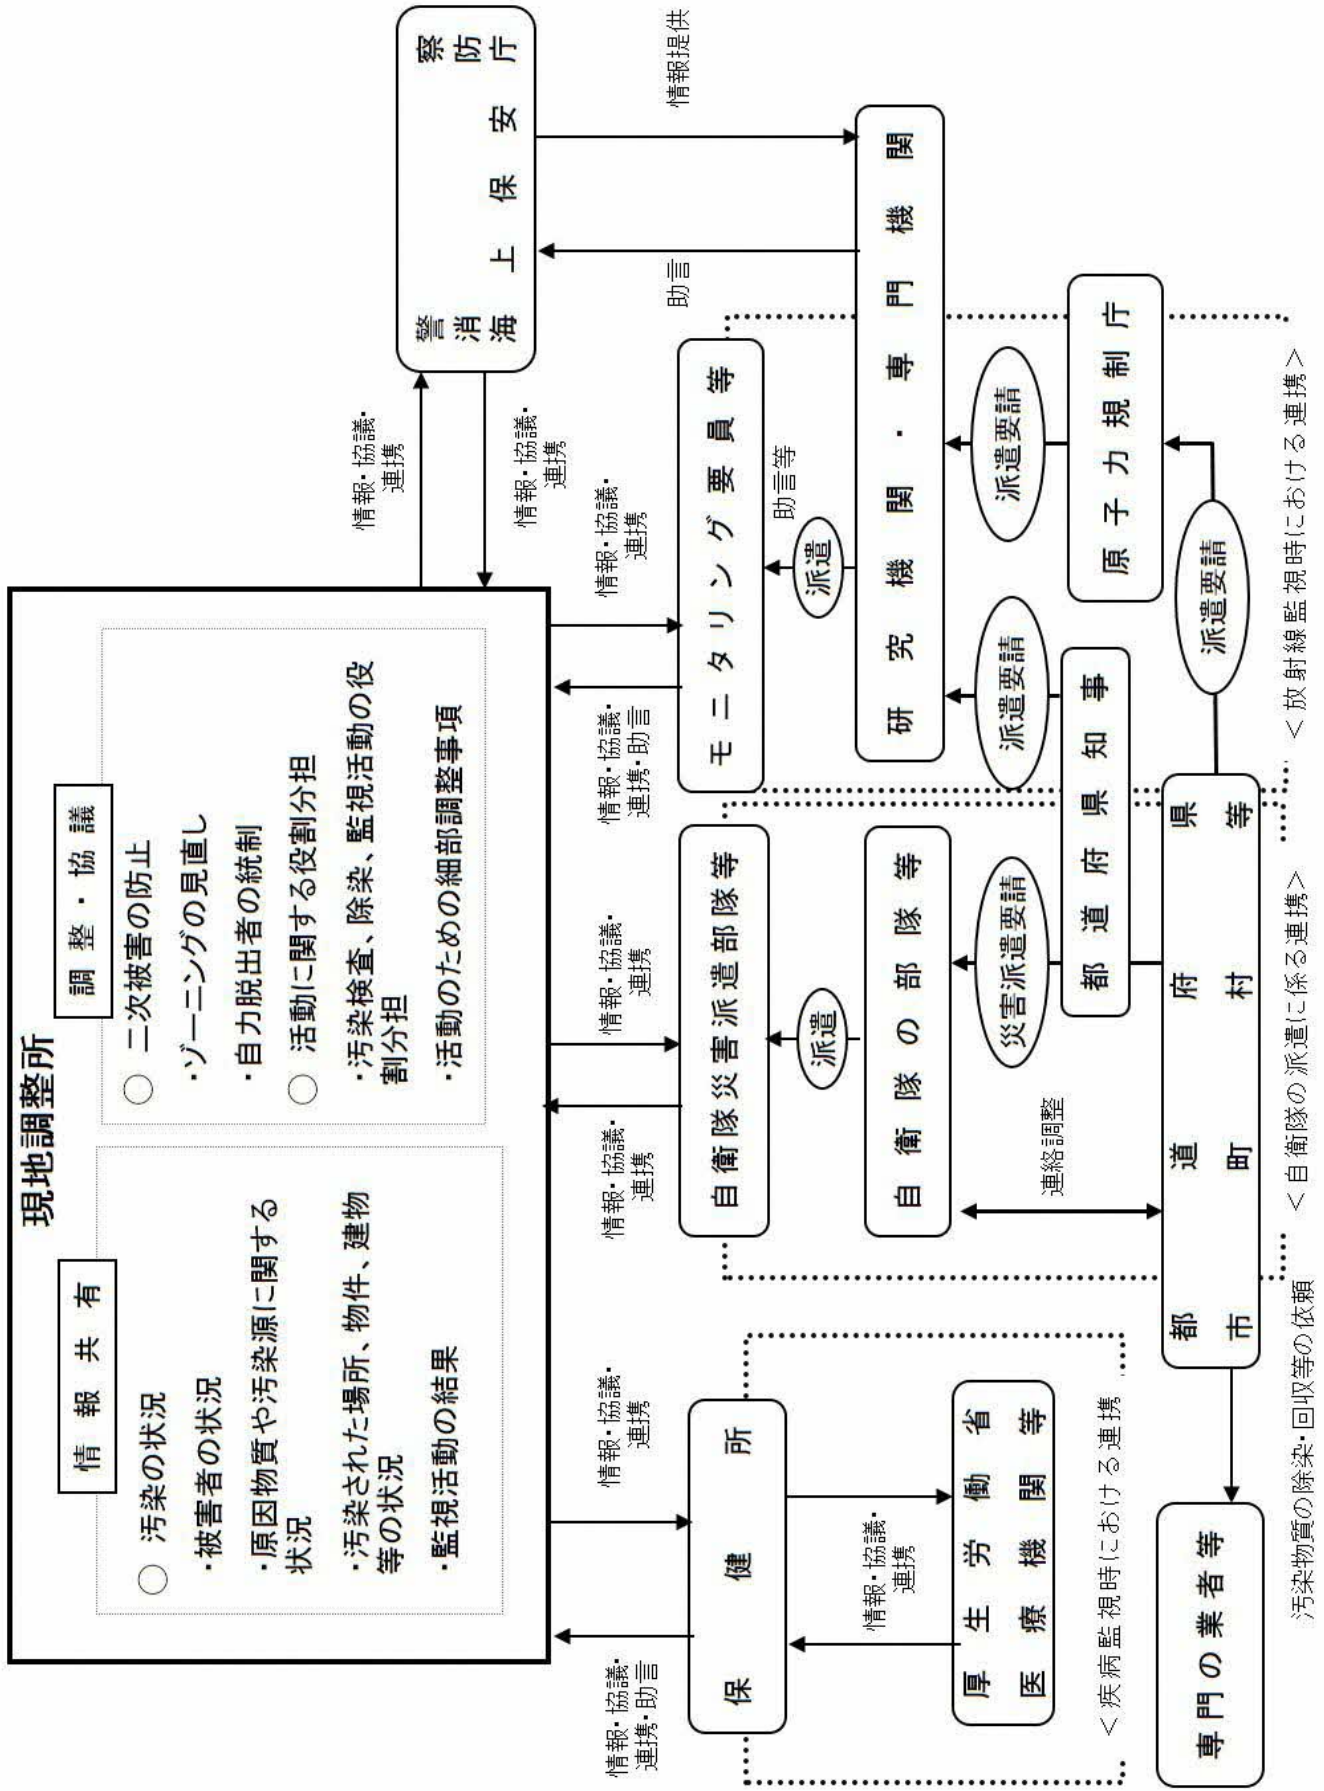 現地調整所
情報共有
○ 汚染の状況
・被害者の状況
・原因物質や汚染源に関する
状況
・汚染された場所、物件、建物
等の状況
・監視活動の結果
調整・協議
○ 二次被害の防止
・ゾーニングの見直し
・自力脱出者の統制
○ 活動に関する役割分担
・汚染検査、除染、監視活動の役
割分担
・活動のための細部調整事項
情報・協議・
連携
情報・協議・
連携
警察
消防
海上保安庁
情報提供
助言
情報・協議・
連携・助言
情報・協議・
連携
保健所
情報・協議・
連携
厚生労働省
医療機関等
<疾病監視時における連携
情報・協議・
連携
情報・協議・
連携
自衛隊災害派遣部隊等
派遣
自衛隊の部隊等
災害派遣要請
連絡調整
都道府県知事
<自衛隊の派遣に係る連携>
情報・協議・
連携・助言
情報・協議・
連携
モニタリング要員等
派遣
助言等
研究機関・専門機関
派遣要請
派遣要請
原子力規制庁
派遣要請
<放射線監視時における連携>
都道府県
市町村等
専門の業者等
汚染物質の除染・回収等の依頼